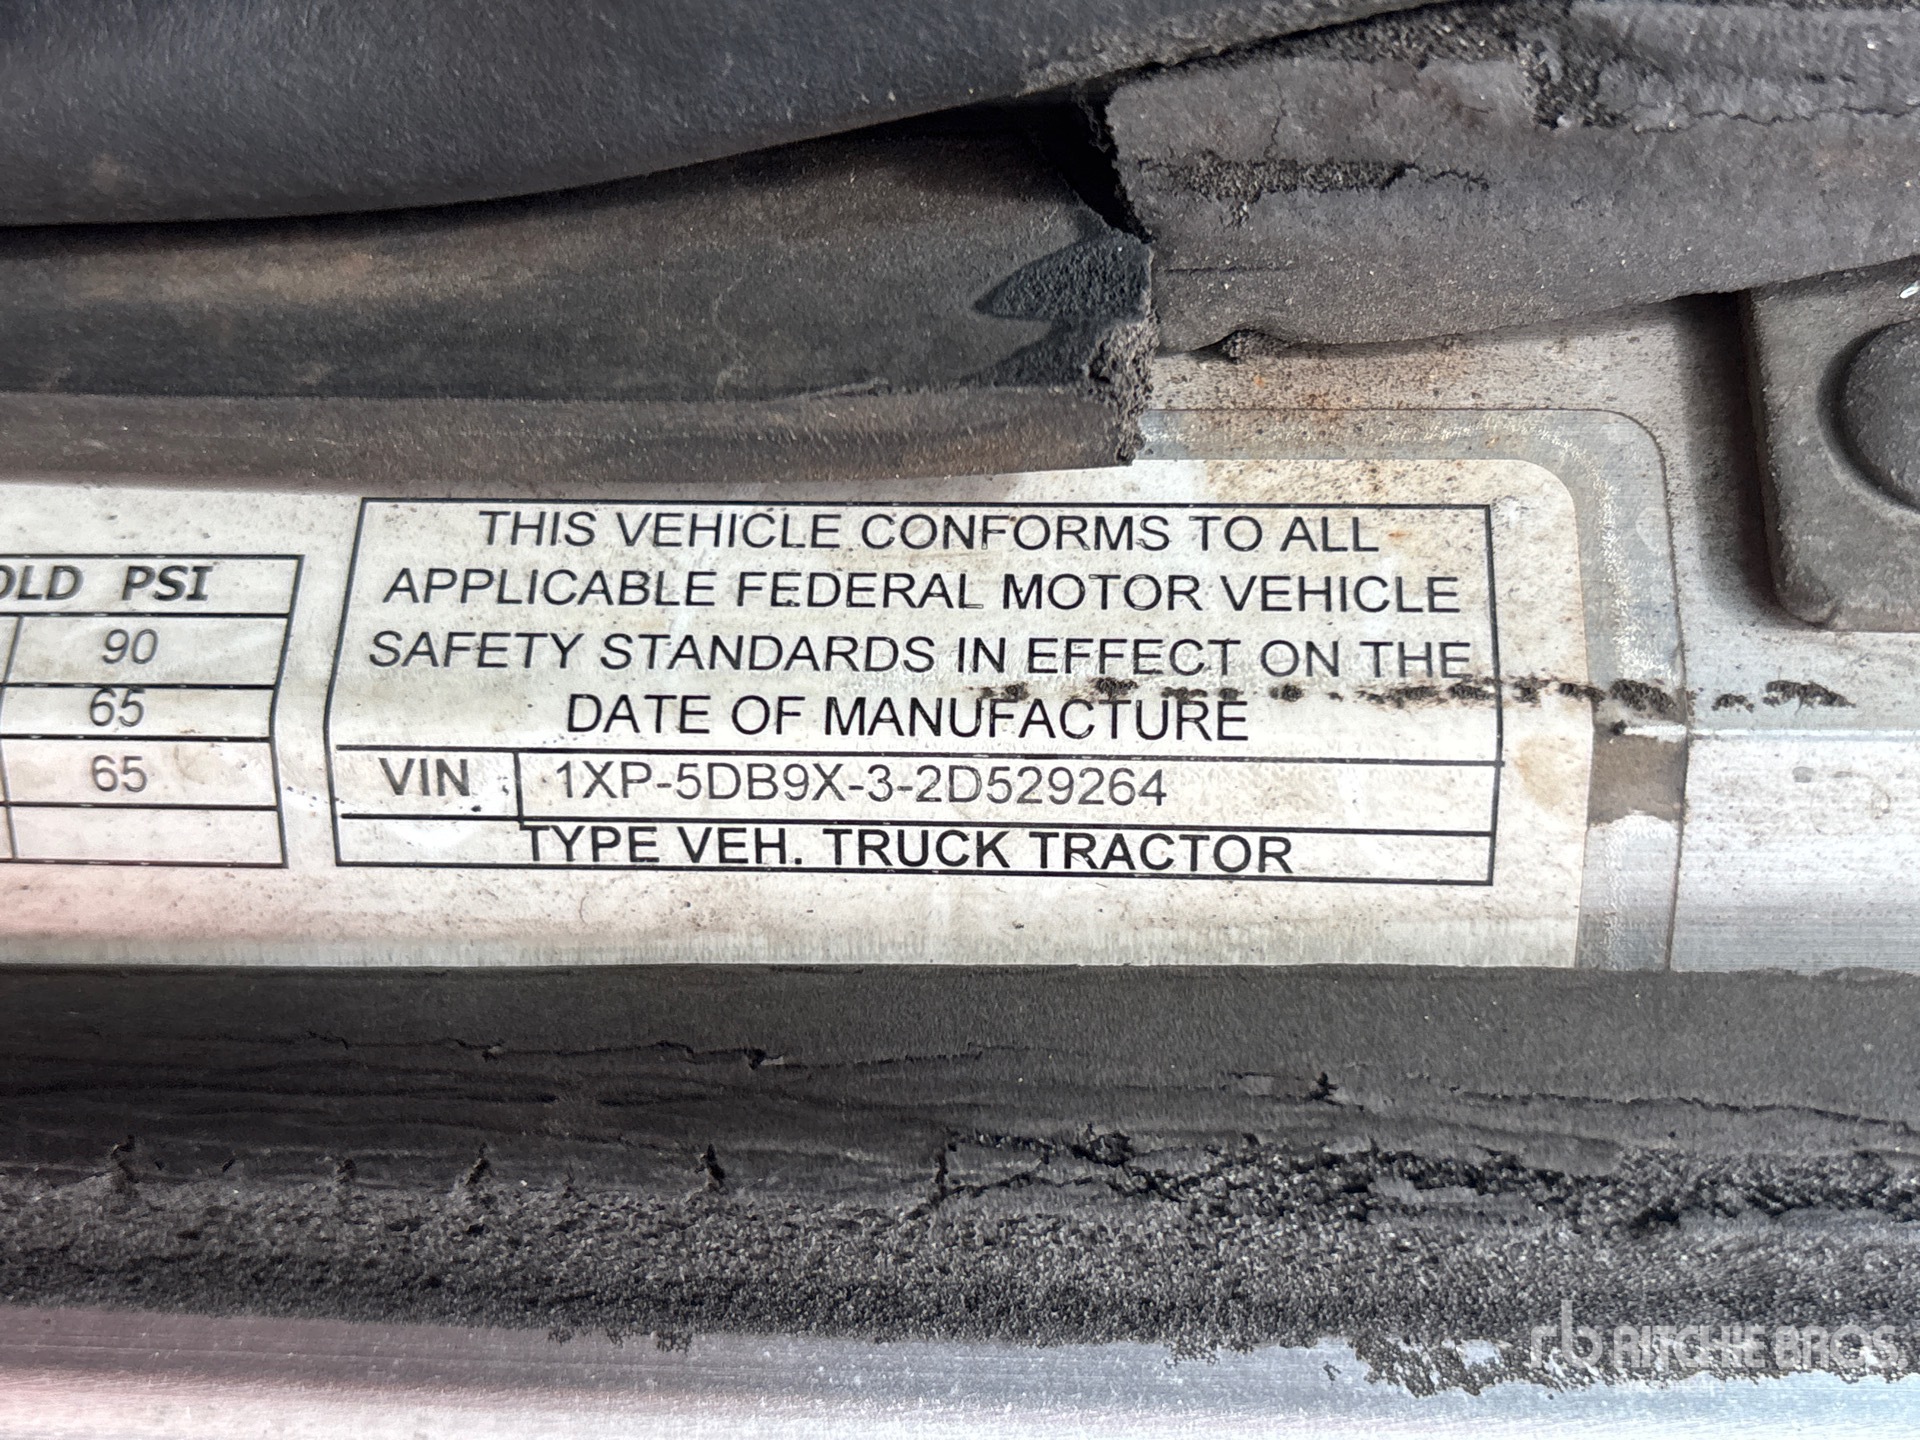 OLD PSI
90
65
65
THIS VEHICLE CONFORMS TO ALL
APPLICABLE FEDERAL MOTOR VEHICLE
SAFETY STANDARDS IN EFFECT ON THE
DATE OF MANUFACTURE
VIN 1XP-5DB9X-3-2D529264
TYPE VEH. TRUCK TRACTOR
rb RITCHIE BROS.